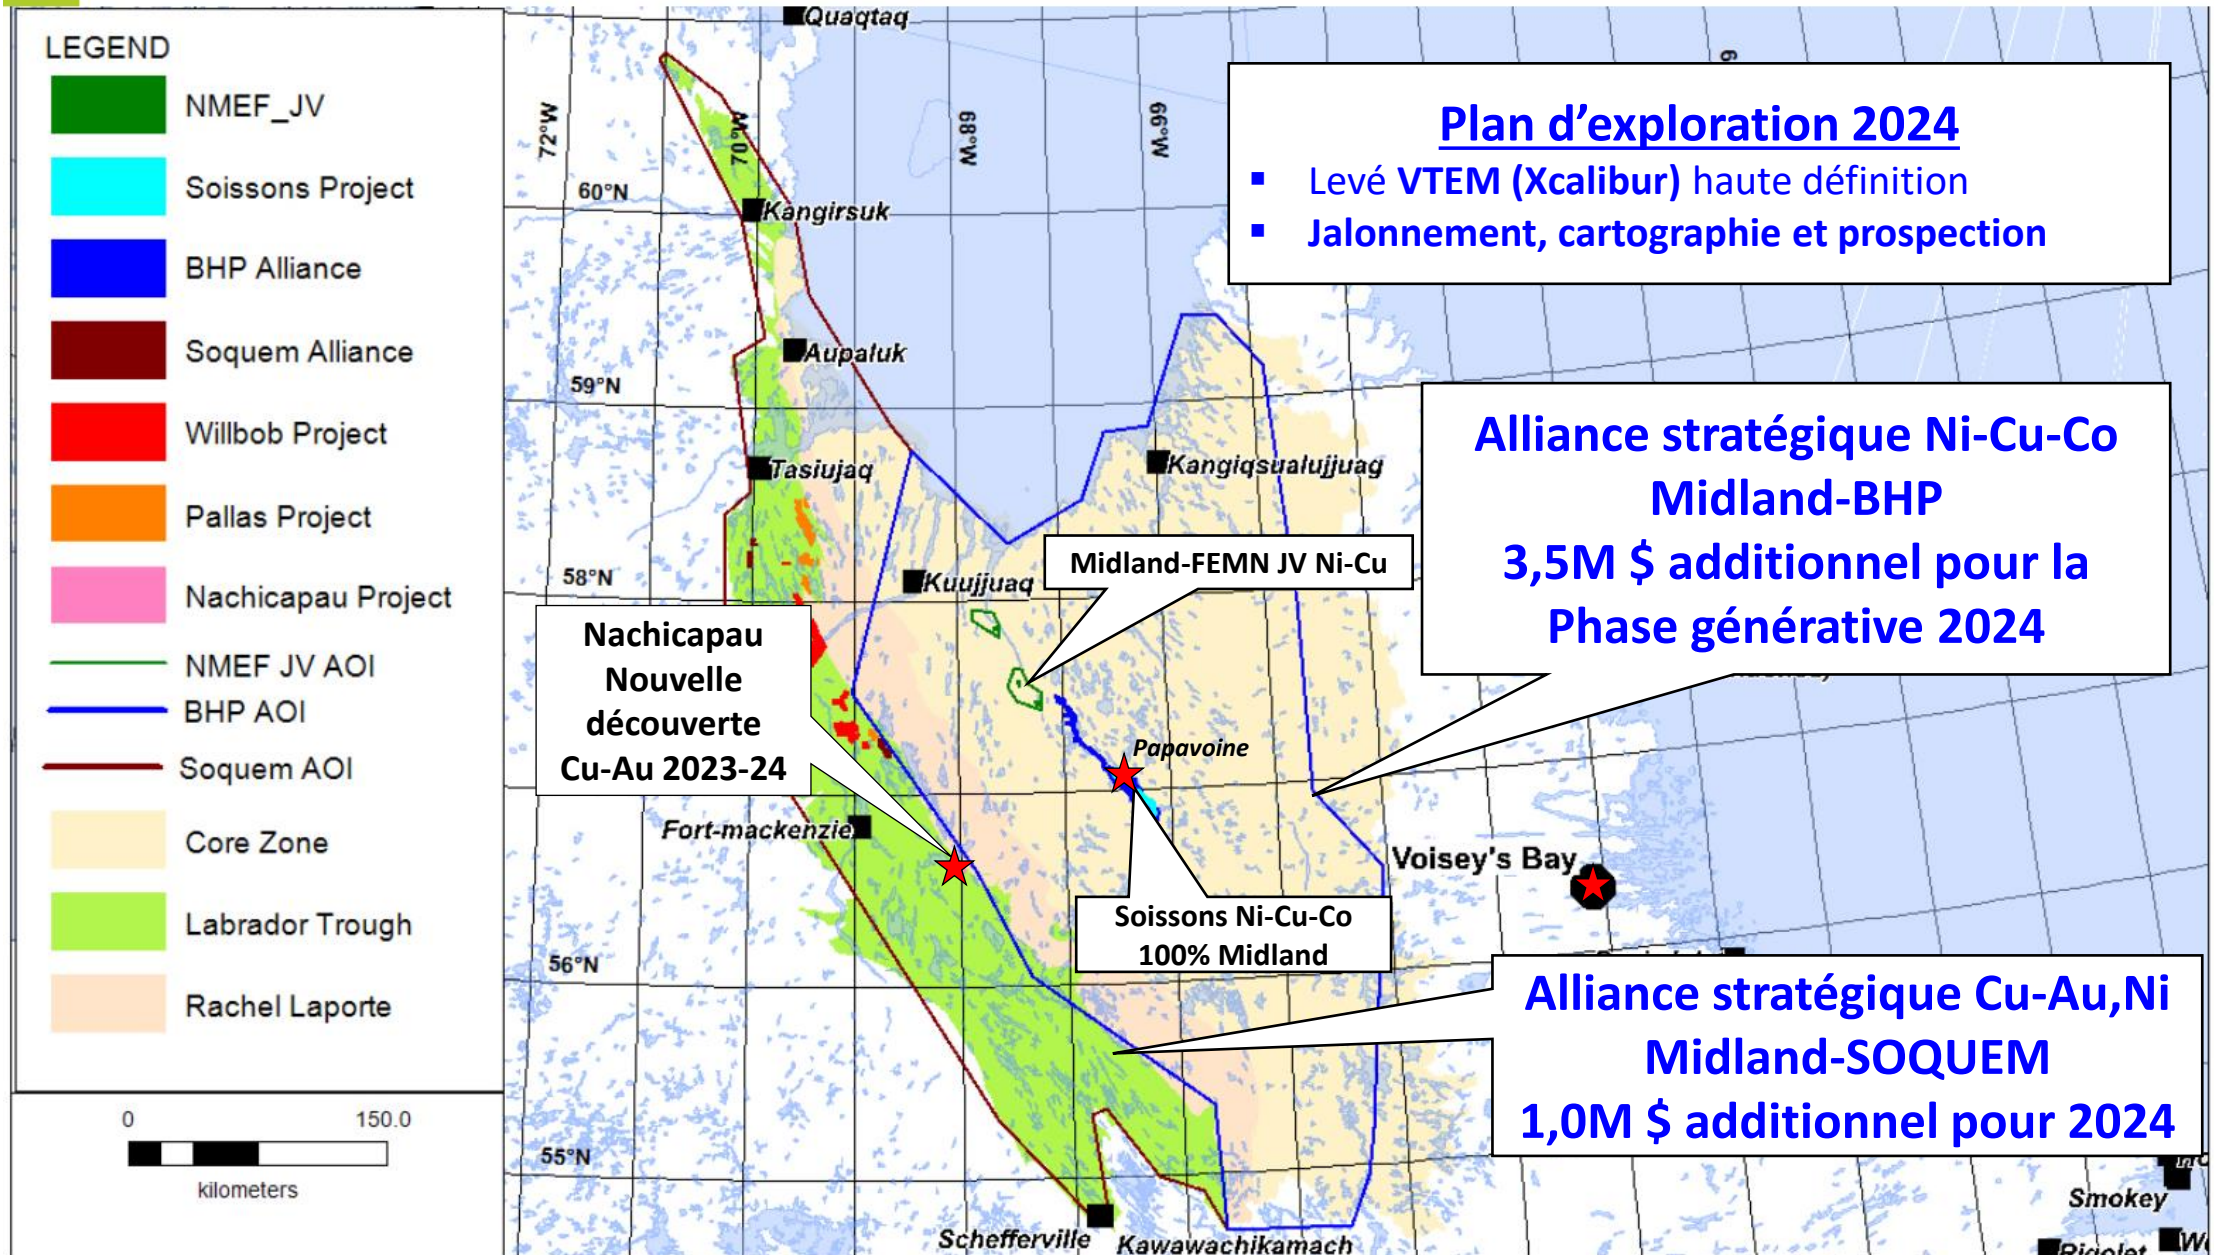 LEGEND
NMEF_JV
Soissons Project
BHP Alliance
Soquem Alliance
Willbob Project
Pallas Project
Nachicapau Project
NMEF JV AOI
BHP AOI
Soquem AOI
Core Zone
Labrador Trough
Rachel Laporte
0 150.0
kilometers
Quaqtaq
72°W
70°W
68°W
66°W
60°N
Kangirsuk
Plan d’exploration 2024
▪ Levé VTEM (Xcalibur) haute définition
▪ Jalonnement, cartographie et prospection
Aupaluk
59°N
Tasiujaq
Kangiqsualujjuaq
Alliance stratégique Ni-Cu-Co
Midland-BHP
3,5M $ additionnel pour la
Phase générative 2024
58°N
Kuujjuaq
Midland-FEMN JV Ni-Cu
Nachicapau
Nouvelle
découverte
Cu-Au 2023-24
Papavoine
Fort-mackenzie
Voisey's Bay
Soissons Ni-Cu-Co
100% Midland
56°N
Alliance stratégique Cu-Au,Ni
Midland-SOQUEM
1,0M $ additionnel pour 2024
55°N
Schefferville
Kawawachikamach
Smokey
Rigolet